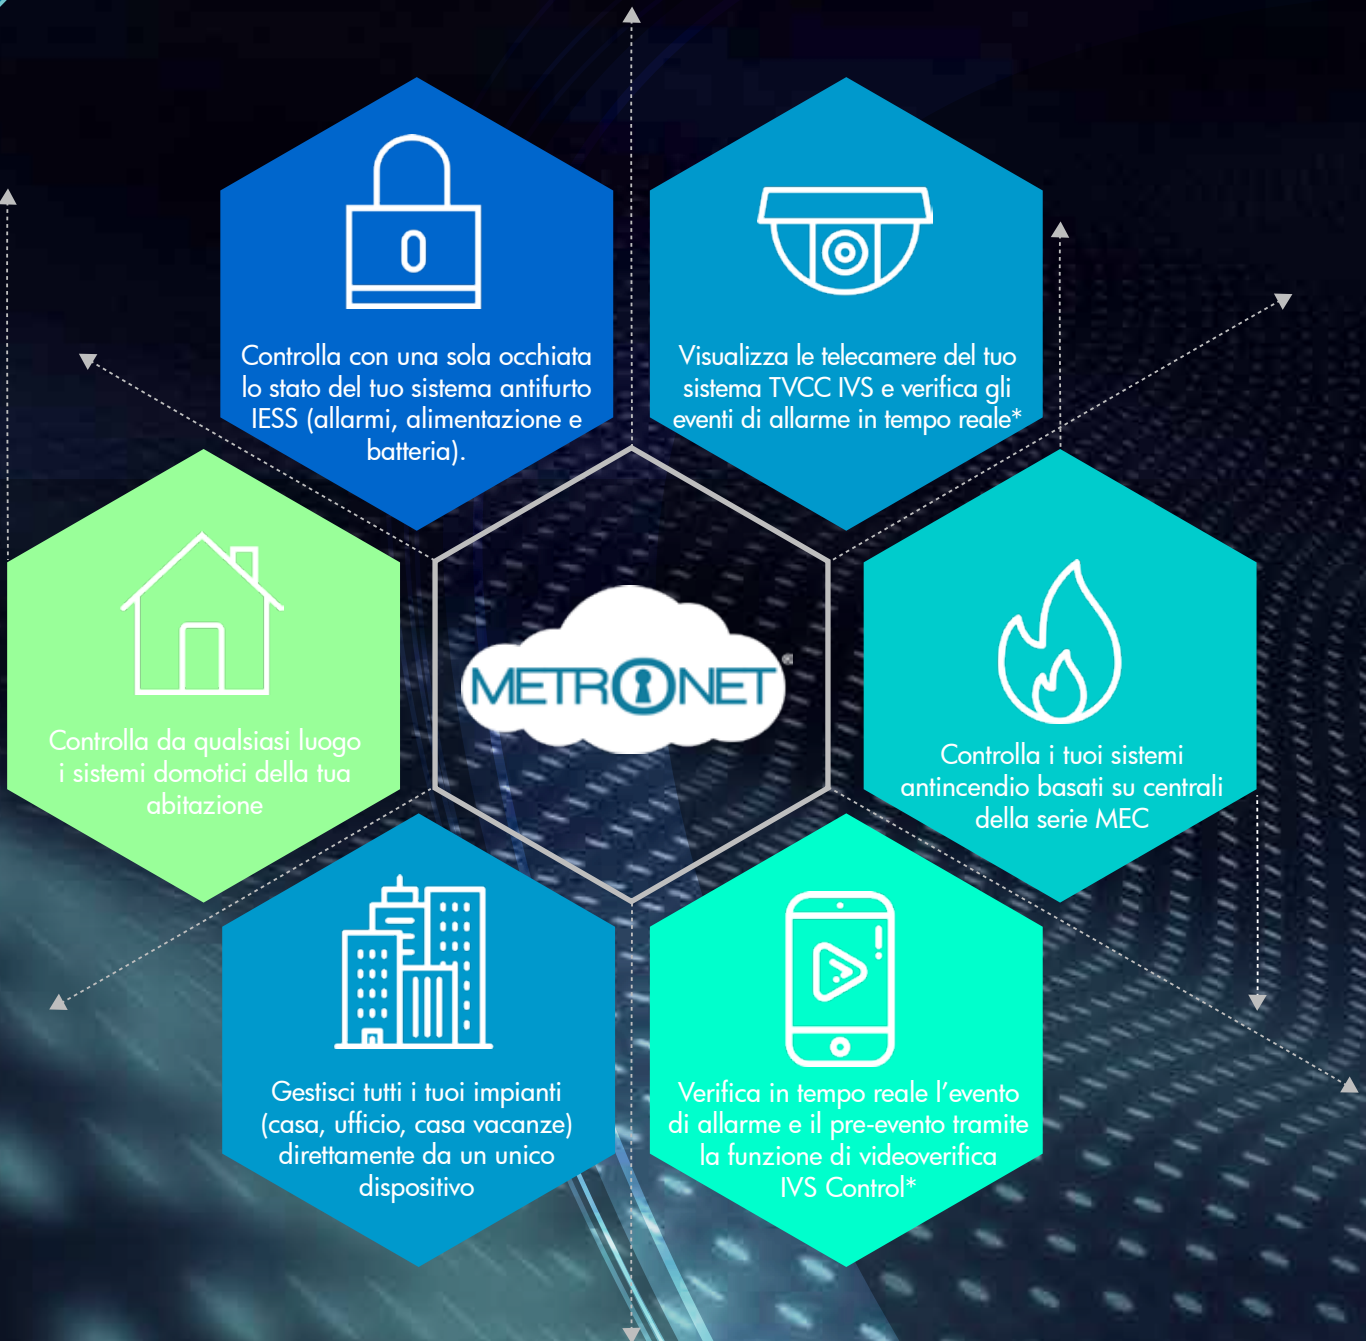 Controlla con una sola occhiata
lo stato del tuo sistema antifurto
IESS (allarmi, alimentazione e
batteria).
Visualizza le telecamere del tuo
sistema TVCC IVS e verifica gli
eventi di allarme in tempo reale*
Controlla da qualsiasi luogo
i sistemi domotici della tua
abitazione
METRONET
Controlla i tuoi sistemi
antincendio basati su centrali
della serie MEC
Gestisci tutti i tuoi impianti
(casa, ufficio, casa vacanze)
direttamente da un unico
dispositivo
Verifica in tempo reale l'evento
di allarme e il pre-evento tramite
la funzione di videoverifica
IVS Control*